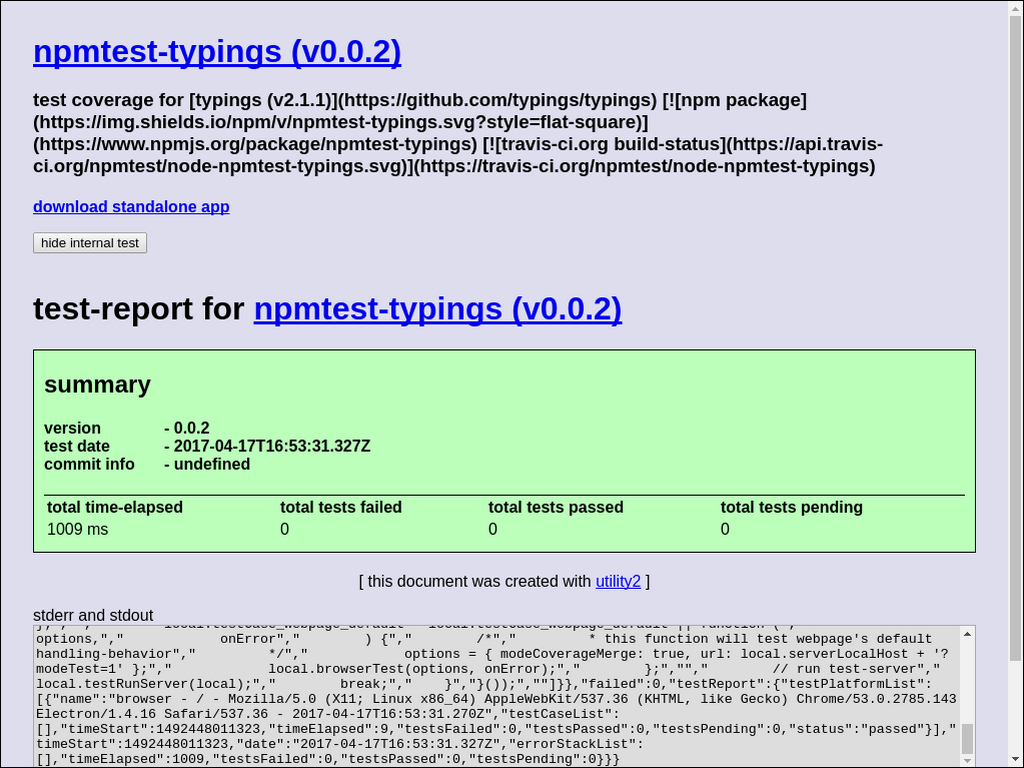 npmtest-typings (v0.0.2)
test coverage for [typings (v2.1.1)](https://github.com/typings/typings) [![npm package]
(https://img.shields.io/npm/v/npmtest-typings.svg?style=flat-square)]
(https://www.npmjs.org/package/npmtest-typings) [![travis-ci.org build-status](https://api.travis-
ci.org/npmtest/node-npmtest-typings.svg)](https://travis-ci.org/npmtest/node-npmtest-typings)
download standalone app
hide internal test
test-report for npmtest-typings (v0.0.2)
summary
version - 0.0.2
test date - 2017-04-17T16:53:31.327Z
commit info - undefined
total time-elapsed total tests failed total tests passed total tests pending
1009 ms 0 0 0
[ this document was created with utility2 ]
stderr and stdout
options,","            onError","        ) {","        /*","        * this function will test webpage's default
handling-behavior","        */","            options = { modeCoverageMerge: true, url: local.serverLocalHost + '?
modeTest=1' };","            local.browserTest(options, onError);","        };","","        // run test-server","
local.testRunServer(local);","        break;","    }","}());",""]}},"failed":0,"testReport":{"testPlatformList":
[{"name":"browser - / - Mozilla/5.0 (X11; Linux x86_64) AppleWebKit/537.36 (KHTML, like Gecko) Chrome/53.0.2785.143
Electron/1.4.16 Safari/537.36 - 2017-04-17T16:53:31.270Z","testCaseList":
[],"timeStart":1492448011323,"timeElapsed":9,"testsFailed":0,"testsPassed":0,"testsPending":0,"status":"passed"}],"
timeStart":1492448011323,"date":"2017-04-17T16:53:31.327Z","errorStackList":
[],"timeElapsed":1009,"testsFailed":0,"testsPassed":0,"testsPending":0}}}